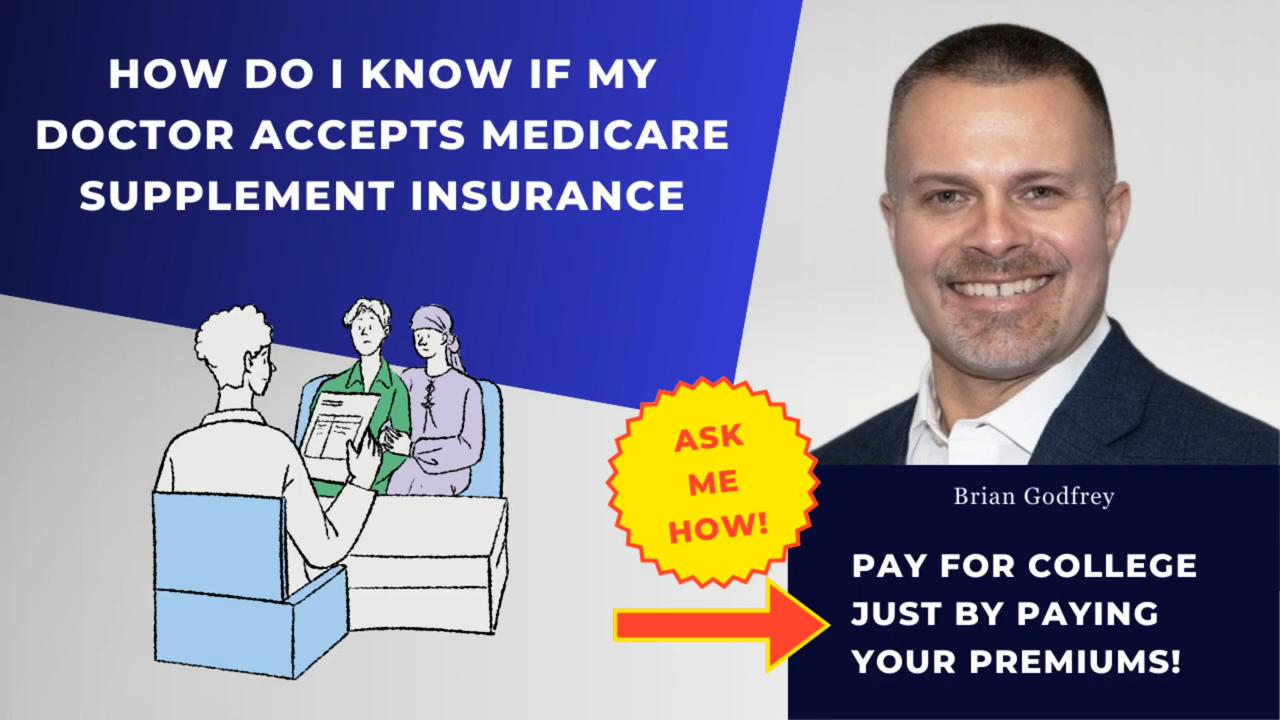 HOW DO I KNOW IF MY
DOCTOR ACCEPTS MEDICARE
SUPPLEMENT INSURANCE
ASK
ME
HOW!
Brian Godfrey
PAY FOR COLLEGE
JUST BY PAYING
YOUR PREMIUMS!